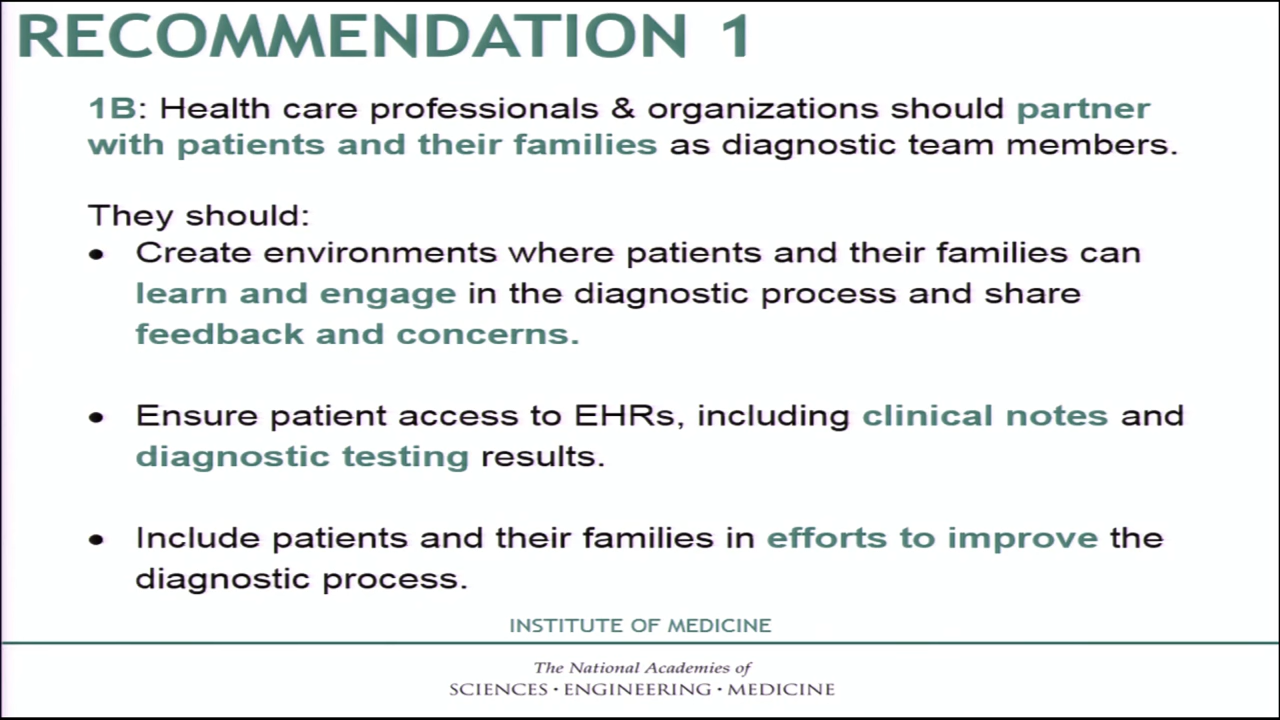 RECOMMENDATION 1
1B: Health care professionals & organizations should partner
with patients and their families as diagnostic team members.
They should:
• Create environments where patients and their families can
learn and engage in the diagnostic process and share
feedback and concerns.
• Ensure patient access to EHRs, including clinical notes and
diagnostic testing results.
• Include patients and their families in efforts to improve the
diagnostic process.
INSTITUTE OF MEDICINE
The National Academies of
SCIENCES · ENGINEERING · MEDICINE